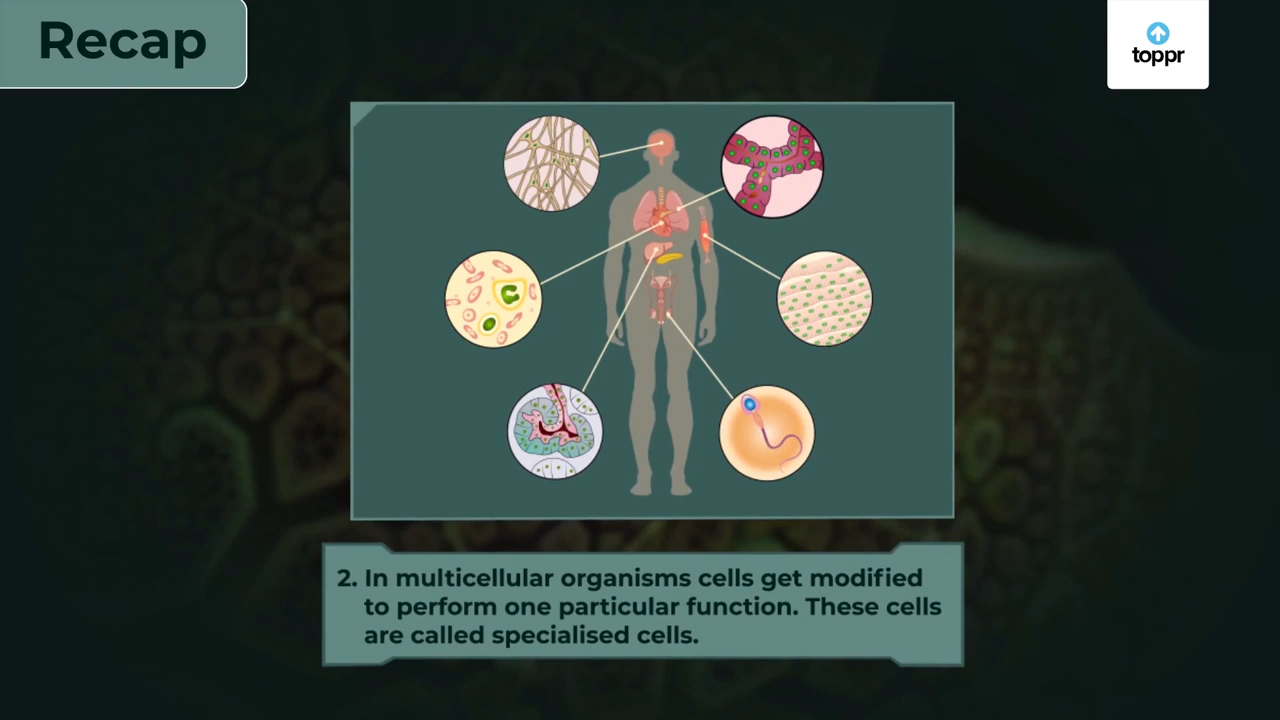 Recap
toppr
2. In multicellular organisms cells get modified
to perform one particular function. These cells
are called specialised cells.